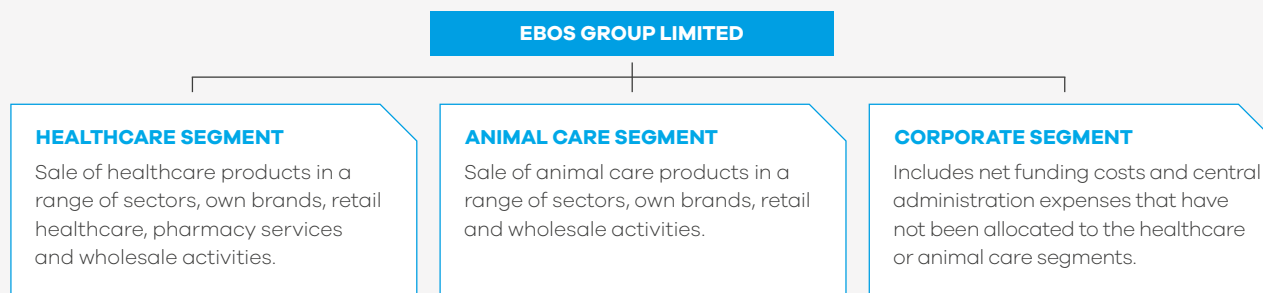 EBOS GROUP LIMITED
HEALTHCARE SEGMENT
Sale of healthcare products in a
range of sectors, own brands, retail
healthcare, pharmacy services
and wholesale activities.
ANIMAL CARE SEGMENT
Sale of animal care products in a
range of sectors, own brands, retail
and wholesale activities.
CORPORATE SEGMENT
Includes net funding costs and central
administration expenses that have
not been allocated to the healthcare
or animal care segments.